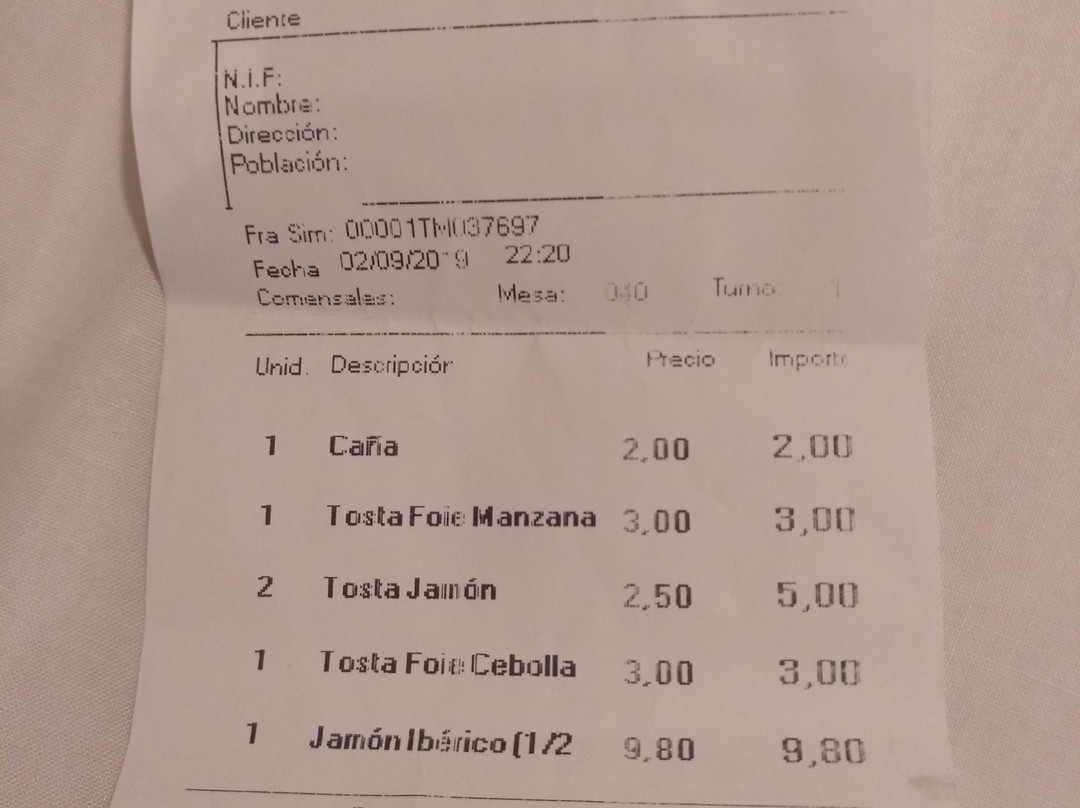 Cliente
N.I.F:
Nombre:
Dirección:
Población:
Fra Sim: 00001TM037697
Fecha 02/09/2019 22:20
Comensales: Mesa: 040 Turno: 1
Unid. Descripción Precio Importe
1 Caña 2,00 2,00
1 Tosta Foie Manzana 3,00 3,00
2 Tosta Jamón 2,50 5,00
1 Tosta Foie Cebolla 3,00 3,00
1 Jamón Ibérico (1/2 9,80 9,80